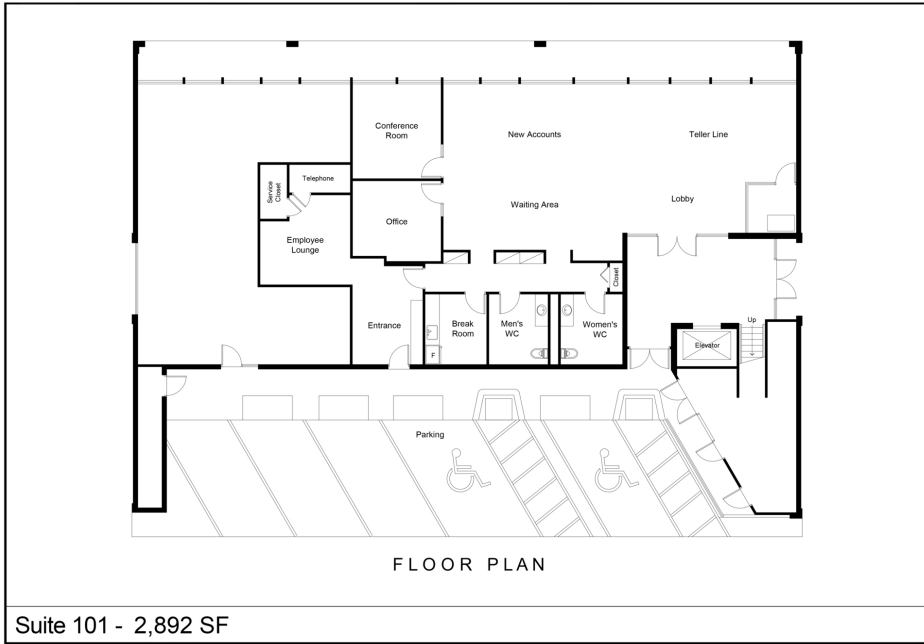 Conference
Room
New Accounts
Teller Line
Service
Closet
Telephone
Waiting Area
Lobby
Office
Employee
Lounge
Closet
Entrance
Break
Room
Men's
WC
Women's
WC
Up
Elevator
F
Parking
FLOOR PLAN
Suite 101 - 2,892 SF